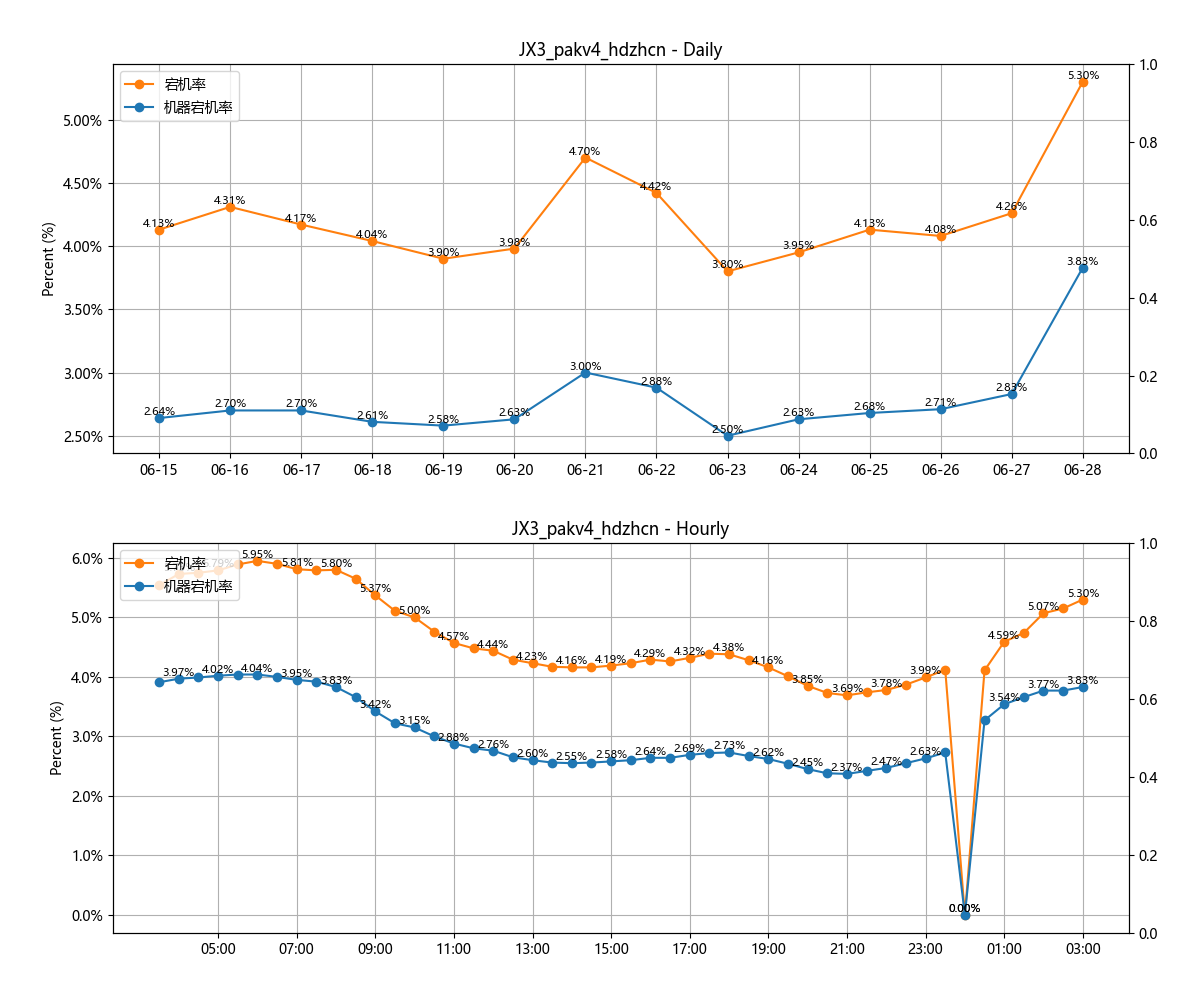 JX3_pakv4_hdzhcn - Daily
宕机率
机器宕机率
Percent (%)
5.00%
4.50%
4.00%
3.50%
3.00%
2.50%
1.0
0.8
0.6
0.4
0.2
0.0
4.13% 4.31% 4.17% 4.04% 3.90% 3.98% 4.70% 4.42% 3.80% 3.95% 4.13% 4.08% 4.26% 5.30%
2.64% 2.70% 2.70% 2.61% 2.58% 2.63% 3.00% 2.88% 2.50% 2.63% 2.68% 2.71% 2.83% 3.83%
06-15 06-16 06-17 06-18 06-19 06-20 06-21 06-22 06-23 06-24 06-25 06-26 06-27 06-28
JX3_pakv4_hdzhcn - Hourly
宕机率
机器宕机率
Percent (%)
6.0%
5.0%
4.0%
3.0%
2.0%
1.0%
0.0%
1.0
0.8
0.6
0.4
0.2
0.0
5.79% 5.95% 5.81% 5.80% 5.37% 5.00% 4.57% 4.44% 4.23% 4.16% 4.19% 4.29% 4.32% 4.38% 4.16% 3.85% 3.69% 3.78% 3.99% 0.00% 4.59% 5.07% 5.30%
3.97% 4.02% 4.04% 3.95% 3.83% 3.42% 3.15% 2.88% 2.76% 2.60% 2.55% 2.58% 2.64% 2.69% 2.73% 2.62% 2.45% 2.37% 2.47% 2.63% 0.00% 3.54% 3.77% 3.83%
05:00 07:00 09:00 11:00 13:00 15:00 17:00 19:00 21:00 23:00 01:00 03:00